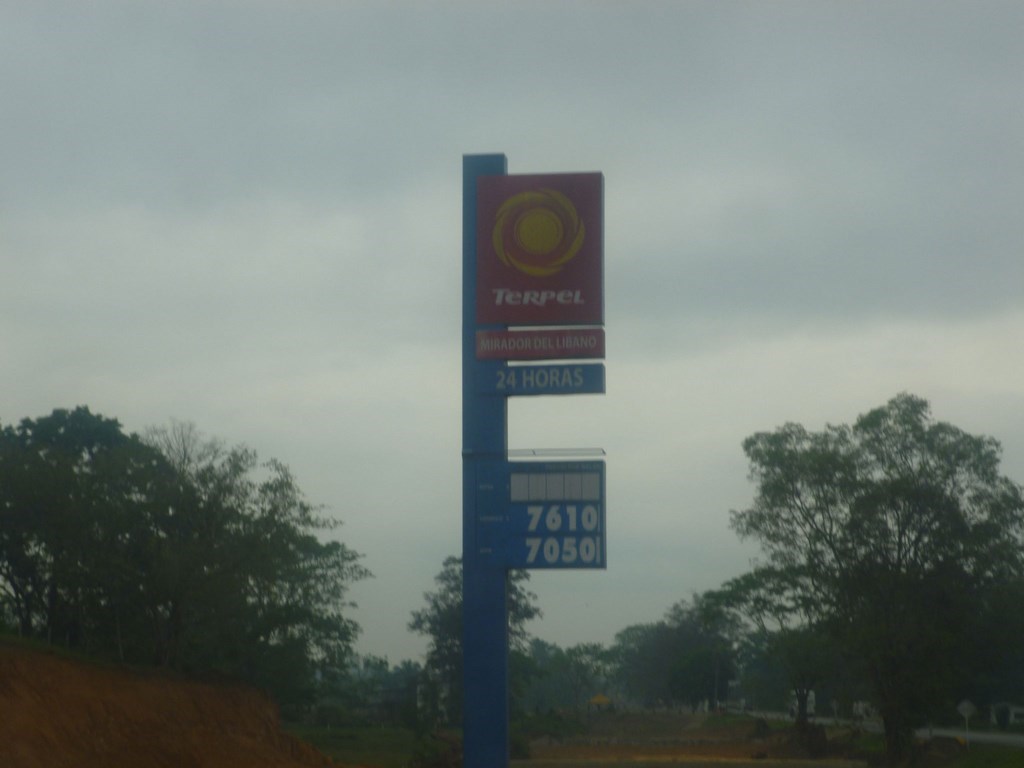 Terpel
MIRADOR DEL LIBANO
24 HORAS
7610
7050